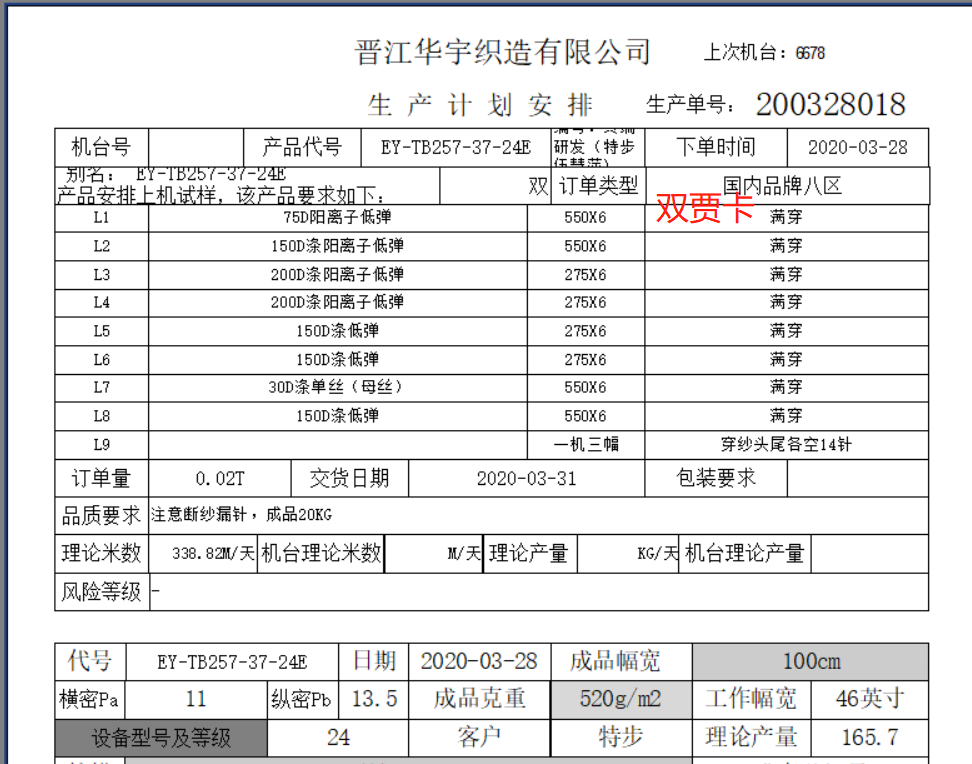 晋江华宇织造有限公司 上次机台：6678
生产计划安排 生产单号： 200328018
机台号 产品代号 EY-TB257-37-24E 研发（特步 下单时间 2020-03-28
别名： EY-TB257-37-24E
产品安排上机试样，该产品要求如下： 双 订单类型 国内品牌八区
双贾卡
L1 75D阳离子低弹 550X6 满穿
L2 150D涤阳离子低弹 550X6 满穿
L3 200D涤阳离子低弹 275X6 满穿
L4 200D涤阳离子低弹 275X6 满穿
L5 150D涤低弹 275X6 满穿
L6 150D涤低弹 275X6 满穿
L7 30D涤单丝（母丝） 550X6 满穿
L8 150D涤低弹 550X6 满穿
L9 一机三幅 穿纱头尾各空14针
订单量 0.02T 交货日期 2020-03-31 包装要求
品质要求 注意断纱漏针，成品20KG
理论米数 338.82M/天 机台理论米数 M/天 理论产量 KG/天 机台理论产量
风险等级 -
代号 EY-TB257-37-24E 日期 2020-03-28 成品幅宽 100cm
横密Pa 11 纵密Pb 13.5 成品克重 520g/m2 工作幅宽 46英寸
设备型号及等级 24 客户 特步 理论产量 165.7